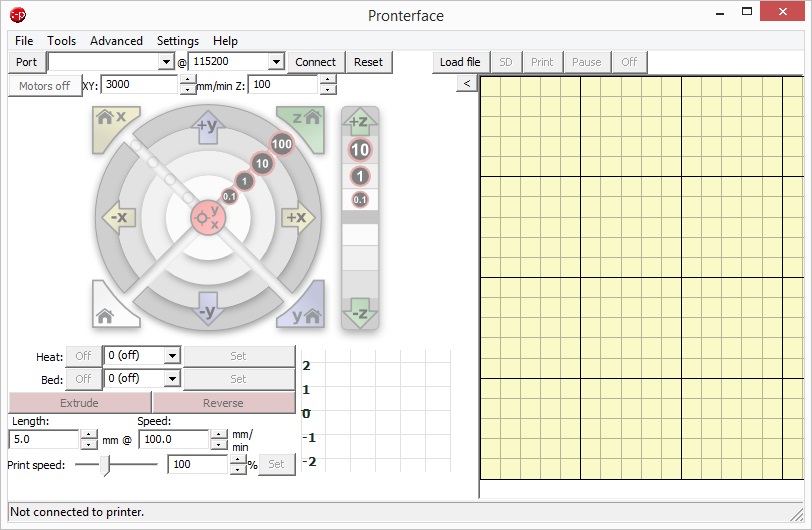 Pronterface
File Tools Advanced Settings Help
Port @ 115200 Connect Reset Load file SD Print Pause Off
Motors off XY: 3000 mm/min Z: 100 <
x +y z +z
100 10
10 1
1 0.1
0.1
-x y x +x
-y y -z
Heat: Off 0 (off) Set
Bed: Off 0 (off) Set
Extrude Reverse
2
1
0
-1
-2
Length: Speed:
5.0 mm @ 100.0 mm/
min
Print speed: 100 % Set
Not connected to printer.